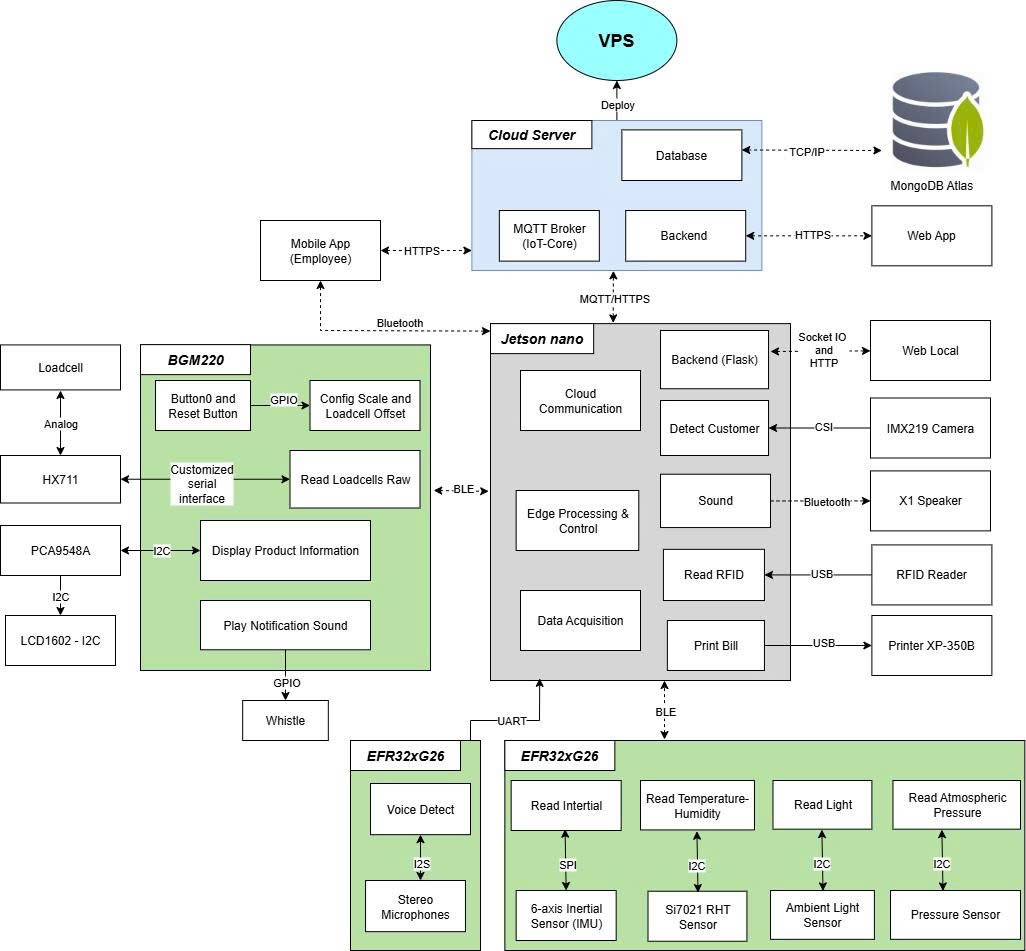 VPS
Deploy
Cloud Server
Database
TCP/IP
MongoDB Atlas
MQTT Broker
(IoT-Core)
Backend
HTTPS
Web App
Mobile App
(Employee)
HTTPS
MQTT/HTTPS
Bluetooth
Jetson nano
Backend (Flask)
Socket IO
and
HTTP
Web Local
Cloud
Communication
Detect Customer
CSI
IMX219 Camera
Edge Processing &
Control
Sound
Bluetooth
X1 Speaker
Read RFID
USB
RFID Reader
Data Acquisition
Print Bill
USB
Printer XP-350B
Loadcell
Analog
HX711
BGM220
Button0 and
Reset Button
GPIO
Config Scale and
Loadcell Offset
Customized
serial
interface
Read Loadcells Raw
BLE
PCA9548A
I2C
Display Product Information
I2C
LCD1602 - I2C
Play Notification Sound
GPIO
Whistle
UART
BLE
EFR32xG26
Voice Detect
I2S
Stereo
Microphones
EFR32xG26
Read Intertial
SPI
6-axis Inertial
Sensor (IMU)
Read Temperature-
Humidity
I2C
Si7021 RHT
Sensor
Read Light
I2C
Ambient Light
Sensor
Read Atmospheric
Pressure
I2C
Pressure Sensor